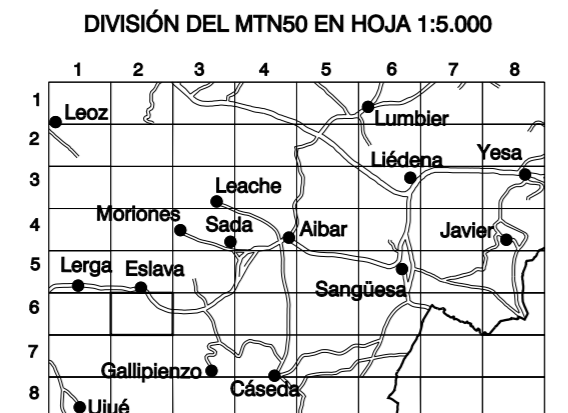 DIVISIÓN DEL MTN50 EN HOJA 1:5.000
1 2 3 4 5 6 7 8
1
Leoz
Lumbier
2
Liédena
Yesa
3
Leache
Moriones
4
Sada
Aibar
Javier
5
Lerga
Eslava
Sangüesa
6
7
Gallipienzo
Cáseda
8
Ujué